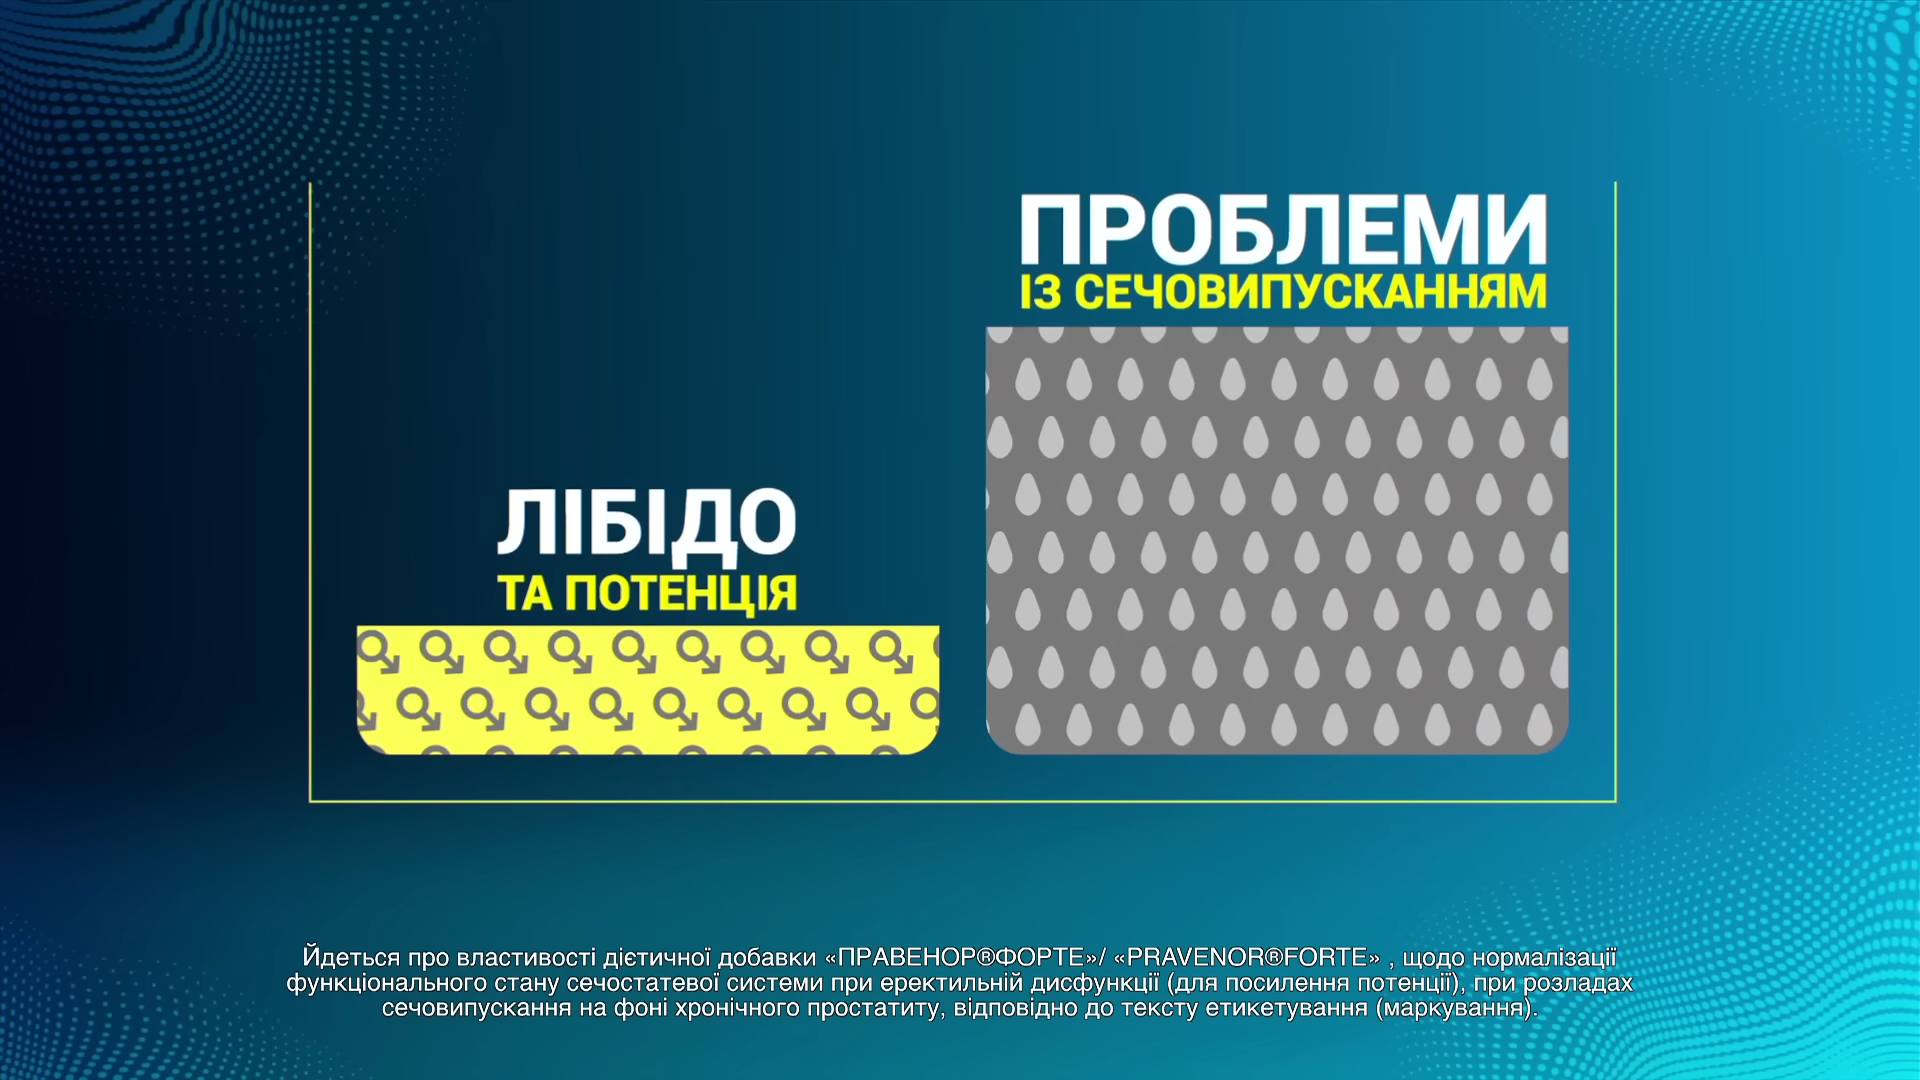 ПРОБЛЕМИ
ІЗ СЕЧОВИПУСКАННЯМ
ЛІБІДО
ТА ПОТЕНЦІЯ
Йдеться про властивості дієтичної добавки «ПРАВЕНОР®ФОРТЕ»/ «PRAVENOR®FORTE» , щодо нормалізації
функціонального стану сечостатевої системи при еректильній дисфункції (для посилення потенції), при розладах
сечовипускання на фоні хронічного простатиту, відповідно до тексту етикетування (маркування).